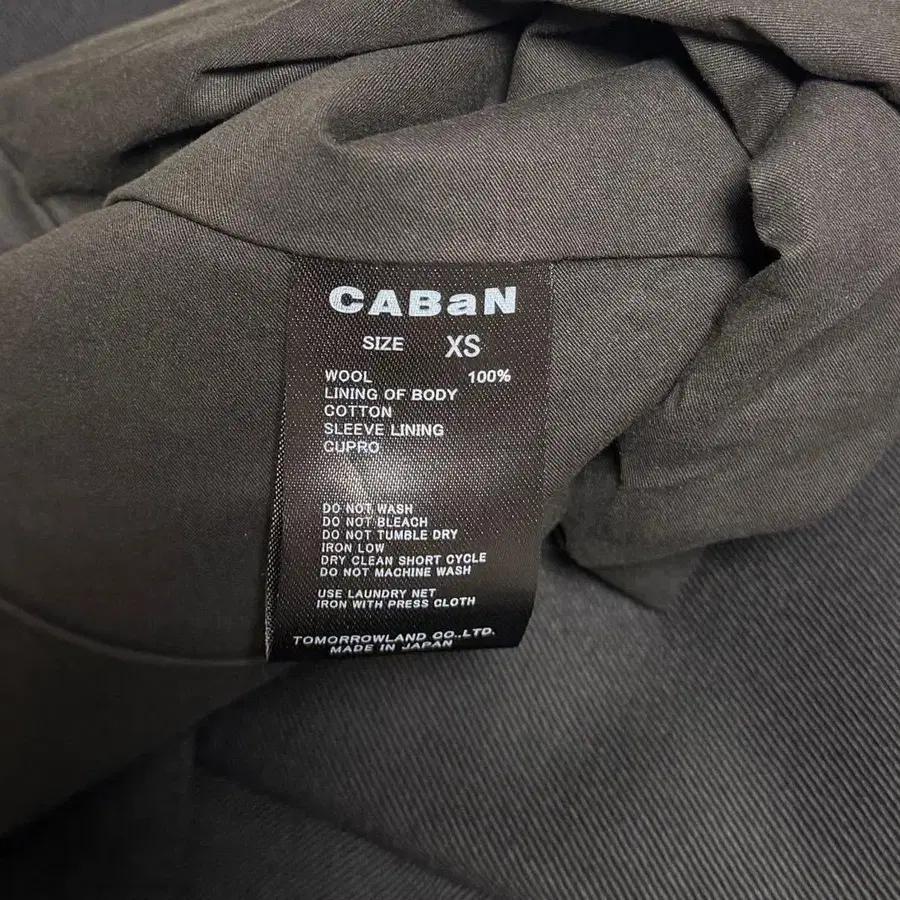 CABaN
SIZE XS
WOOL 100%
LINING OF BODY
COTTON
SLEEVE LINING
CUPRO
DO NOT WASH
DO NOT BLEACH
DO NOT TUMBLE DRY
IRON LOW
DRY CLEAN SHORT CYCLE
DO NOT MACHINE WASH
USE LAUNDRY NET
IRON WITH PRESS CLOTH
TOMORROWLAND CO.,LTD.
MADE IN JAPAN